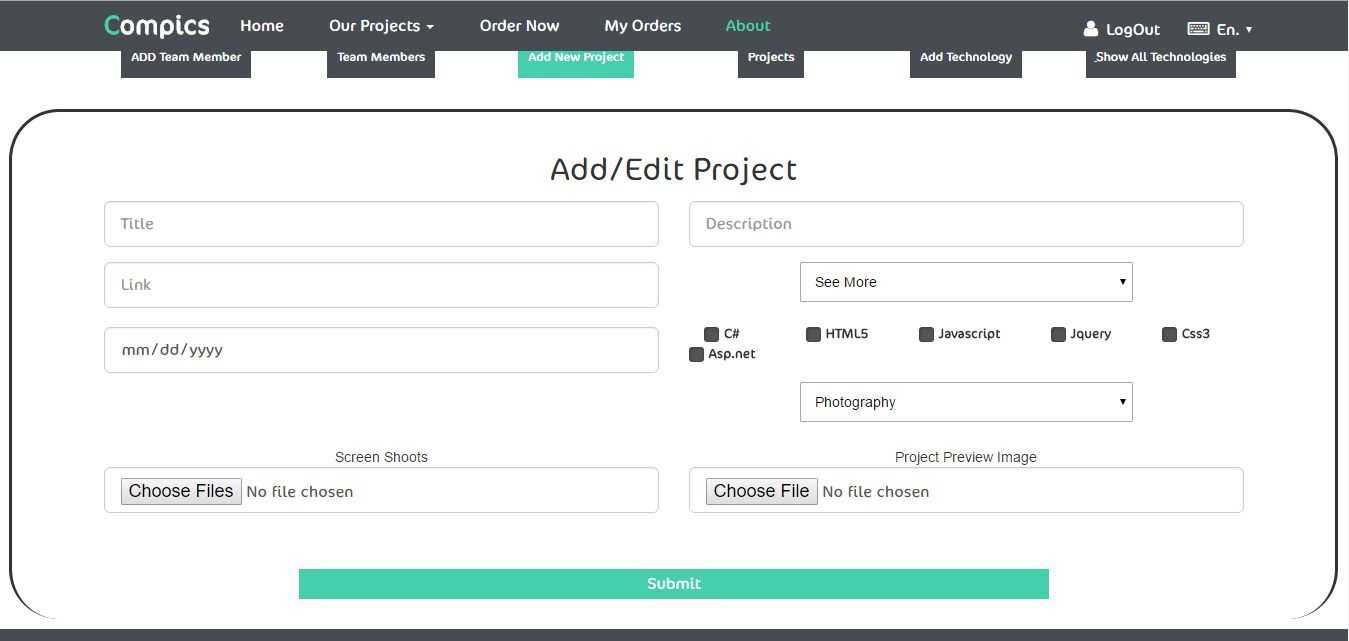 Compics Home Our Projects Order Now My Orders About LogOut En.
ADD Team Member Team Members Add New Project Projects Add Technology Show All Technologies
Add/Edit Project
Title Description
Link See More
C# HTML5 Javascript Jquery Css3
mm/dd/yyyy Asp.net
Photography
Screen Shoots Project Preview Image
Choose Files No file chosen Choose File No file chosen
Submit